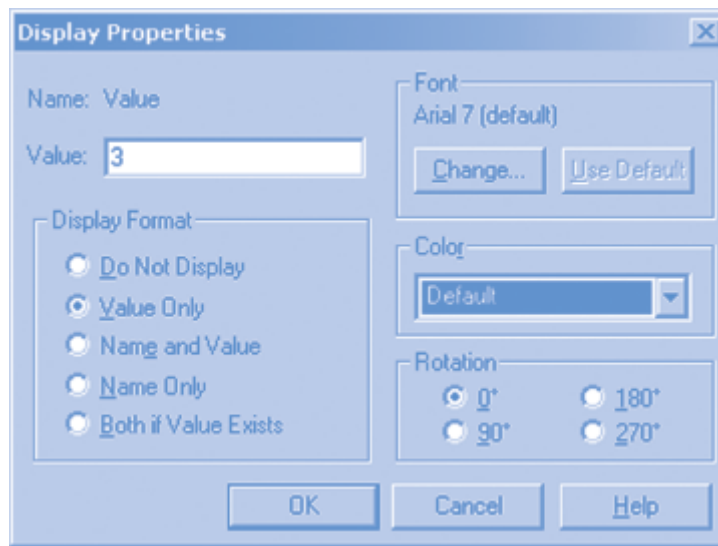 Display Properties
Name: Value
Value: 3
Display Format
Do Not Display
Value Only
Name and Value
Name Only
Both if Value Exists
Font
Arial 7 (default)
Change... Use Default
Color
Default
Rotation
0° 180°
90° 270°
OK Cancel Help